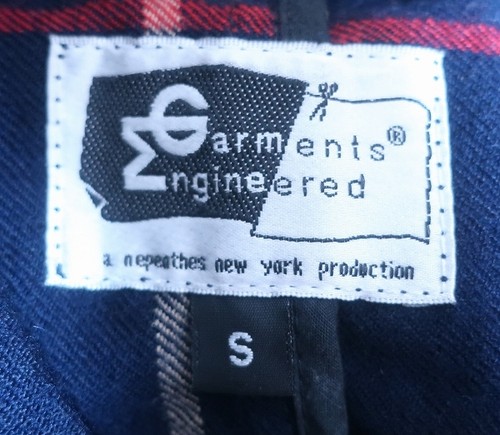 Garments®
Engineered
a nepenthes new york production
S